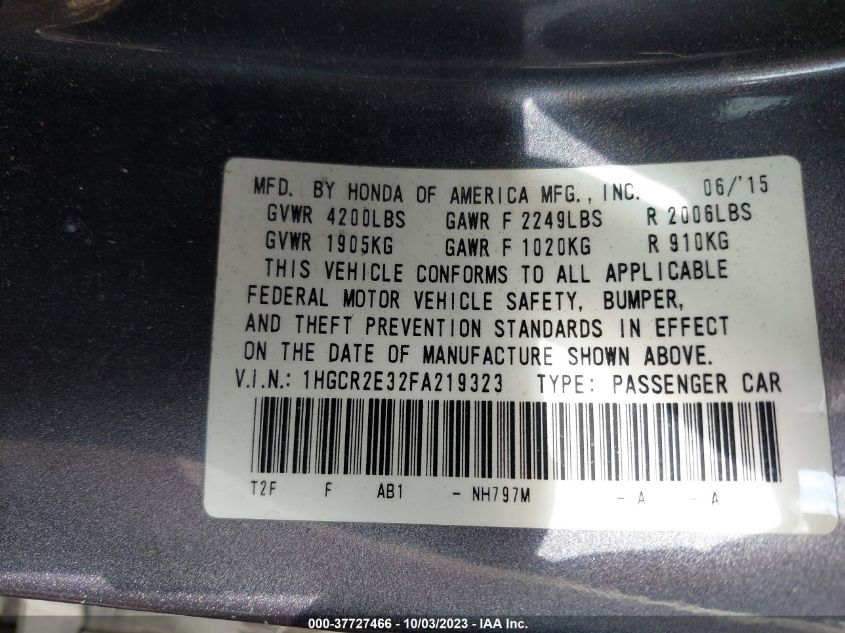 MFD. BY HONDA OF AMERICA MFG., INC. 06/'15
GVWR 4200LBS GAWR F 2249LBS R 2006LBS
GVWR 1905KG GAWR F 1020KG R 910KG
THIS VEHICLE CONFORMS TO ALL APPLICABLE
FEDERAL MOTOR VEHICLE SAFETY, BUMPER,
AND THEFT PREVENTION STANDARDS IN EFFECT
ON THE DATE OF MANUFACTURE SHOWN ABOVE.
V.I.N.: 1HGCR2E32FA219323 TYPE: PASSENGER CAR
T2F F AB1 - NH797M - A - A
000-37727466 - 10/03/2023 - IAA Inc.